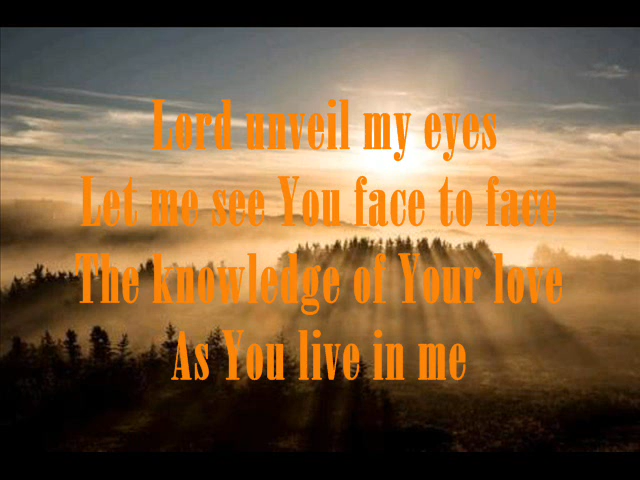 Lord unveil my eyes
Let me see You face to face
The knowledge of Your love
As You live in me